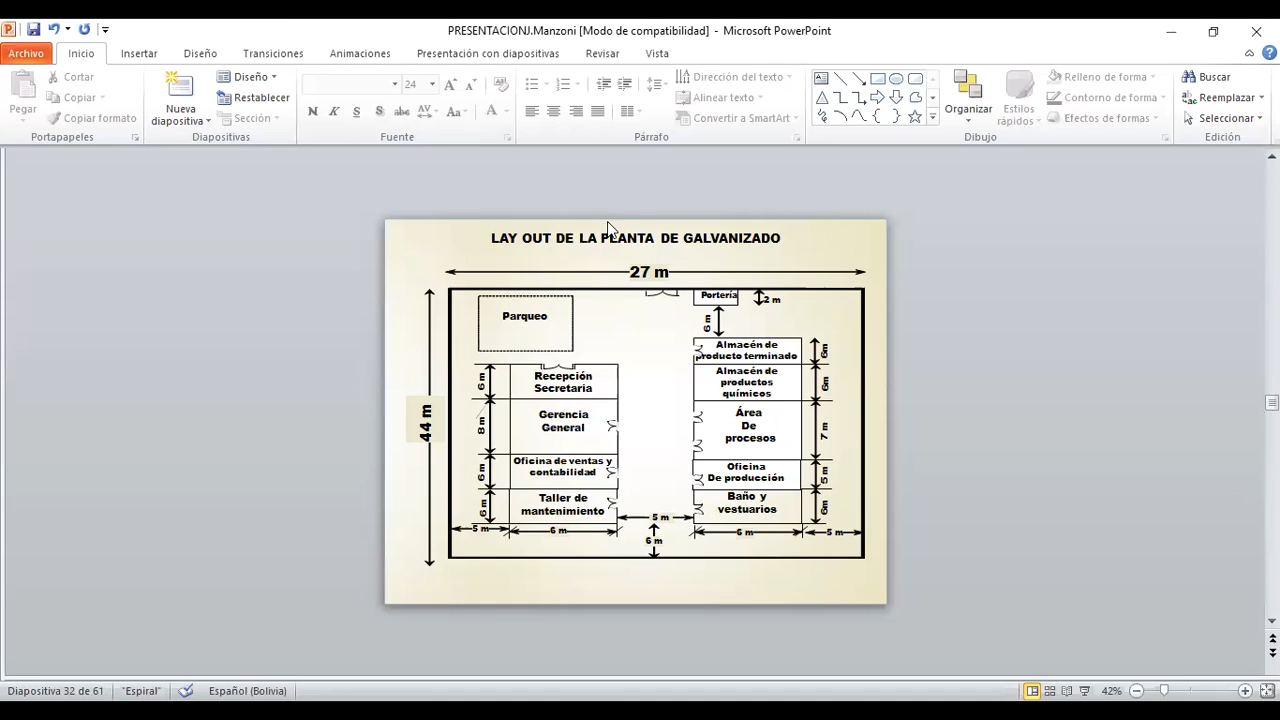 PRESENTACIONJ.Manzoni [Modo de compatibilidad] - Microsoft PowerPoint
Archivo Inicio Insertar Diseño Transiciones Animaciones Presentación con diapositivas Revisar Vista
Pegar
Cortar
Copiar
Copiar formato
Portapapeles
Nueva
diapositiva
Diseño
Restablecer
Sección
Diapositivas
24
N K S abc AV Aa A
Fuente
Dirección del texto
Alinear texto
Convertir a SmartArt
Párrafo
Organizar
Estilos
rápidos
Relleno de forma
Contorno de forma
Efectos de formas
Dibujo
Buscar
Reemplazar
Seleccionar
Edición
LAY OUT DE LA PLANTA DE GALVANIZADO
27 m
44 m
Parqueo
Portería
2 m
6 m
Recepción
Secretaria
6 m
Gerencia
General
8 m
Oficina de ventas y
contabilidad
6 m
Taller de
mantenimiento
6 m
Almacén de
producto terminado
6m
Almacén de
productos
químicos
6m
Área
De
procesos
7 m
Oficina
De producción
5 m
Baño y
vestuarios
6m
5 m
6 m
5 m
6 m
6 m
5 m
Diapositiva 32 de 61
"Espiral"
Español (Bolivia)
42%